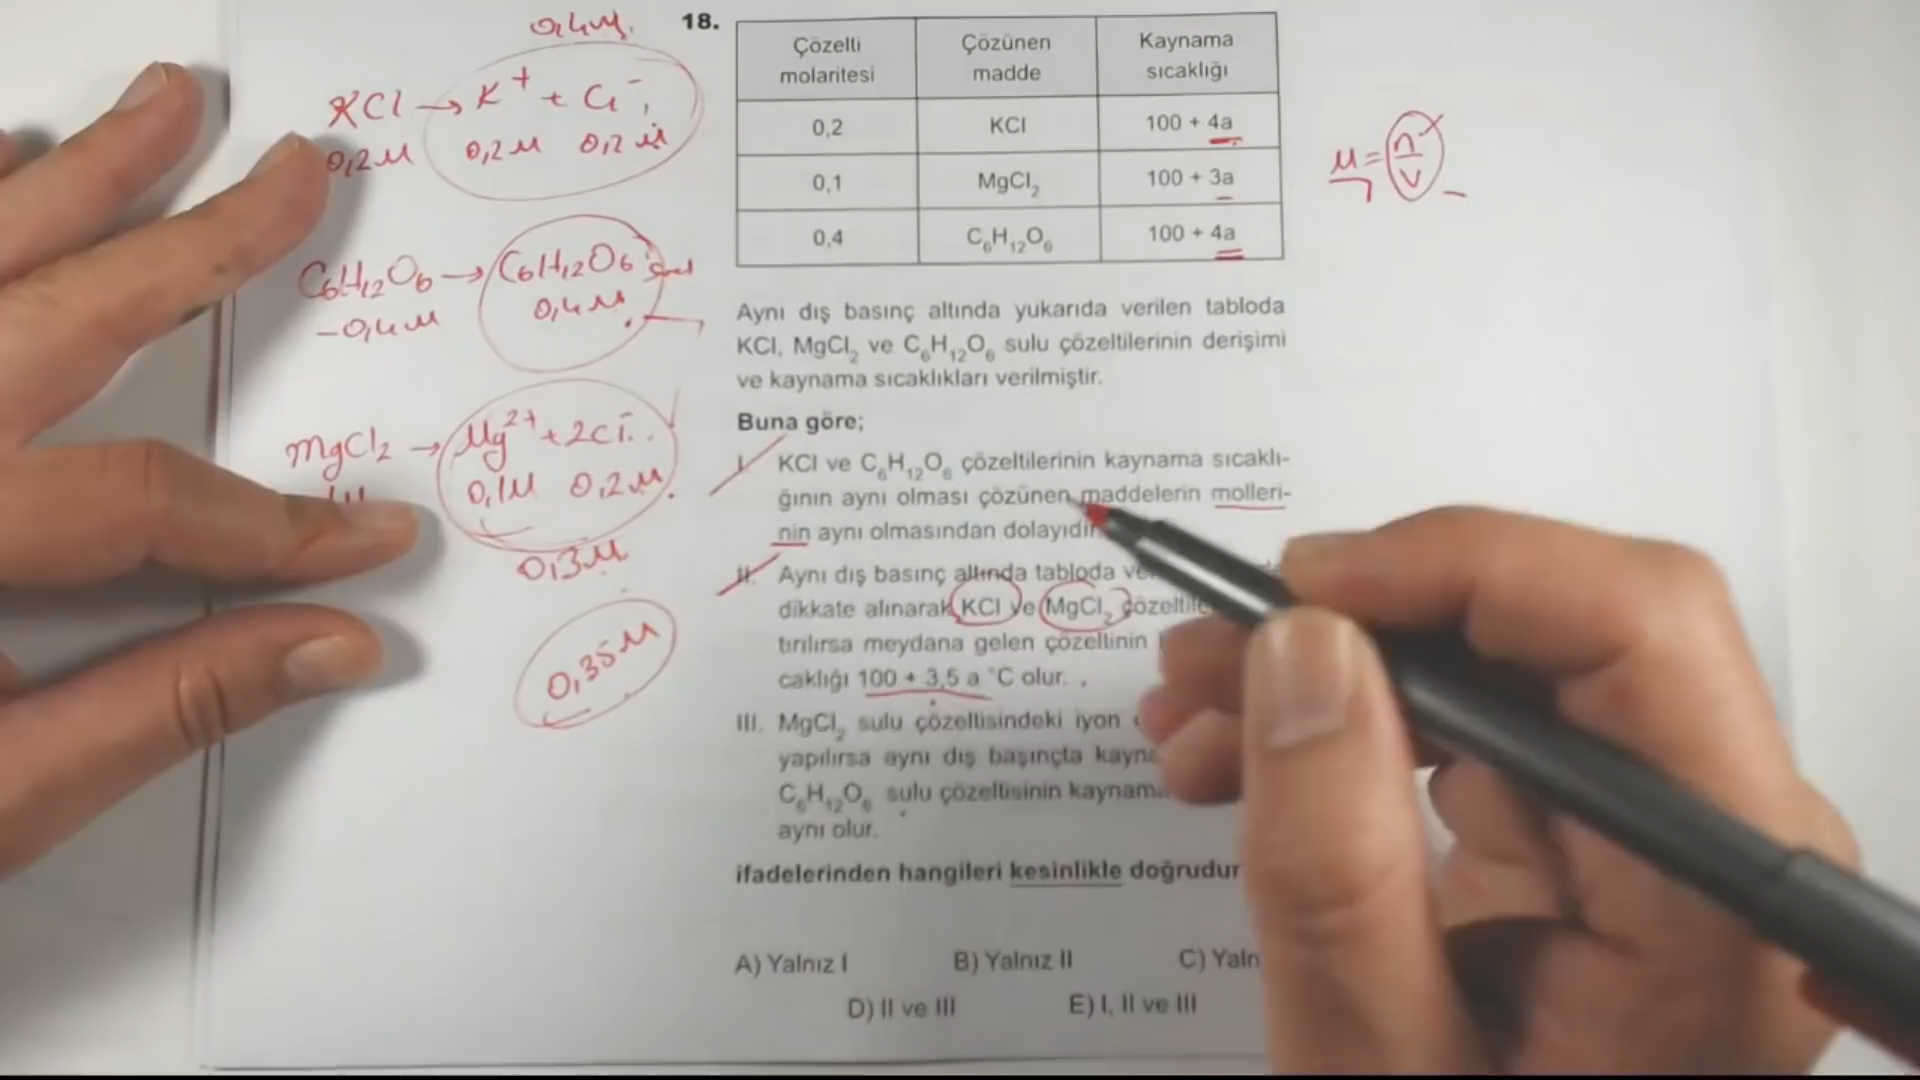 0,4M.
KCl → K+ + Cl-
0,2M 0,2M 0,2M
C6H12O6 → C6H12O6
0,4M 0,4M
MgCl2 → Mg2+ + 2Cl-
0,1M 0,2M
0,3M
0,35M
M = n/V
18.
Çözelti molaritesi Çözünen madde Kaynama sıcaklığı
0,2 KCl 100 + 4a
0,1 MgCl2 100 + 3a
0,4 C6H12O6 100 + 4a
Aynı dış basınç altında yukarıda verilen tabloda
KCl, MgCl2 ve C6H12O6 sulu çözeltilerinin derişimi
ve kaynama sıcaklıkları verilmiştir.
Buna göre;
I. KCl ve C6H12O6 çözeltilerinin kaynama sıcaklı-
ğının aynı olması çözünen maddelerin molleri-
nin aynı olmasından dolayıdır
II. Aynı dış basınç altında tabloda
dikkate alınarak KCl ve MgCl2
tırılırsa meydana gelen çözeltinin
caklığı 100 + 3,5 a °C olur.
III. MgCl2 sulu çözeltisindeki iyon
yapılırsa aynı dış basınçta
C6H12O6 sulu çözeltisinin
aynı olur.
ifadelerinden hangileri kesinlikle doğrudur
A) Yalnız I B) Yalnız II C)
D) II ve III E) I, II ve III